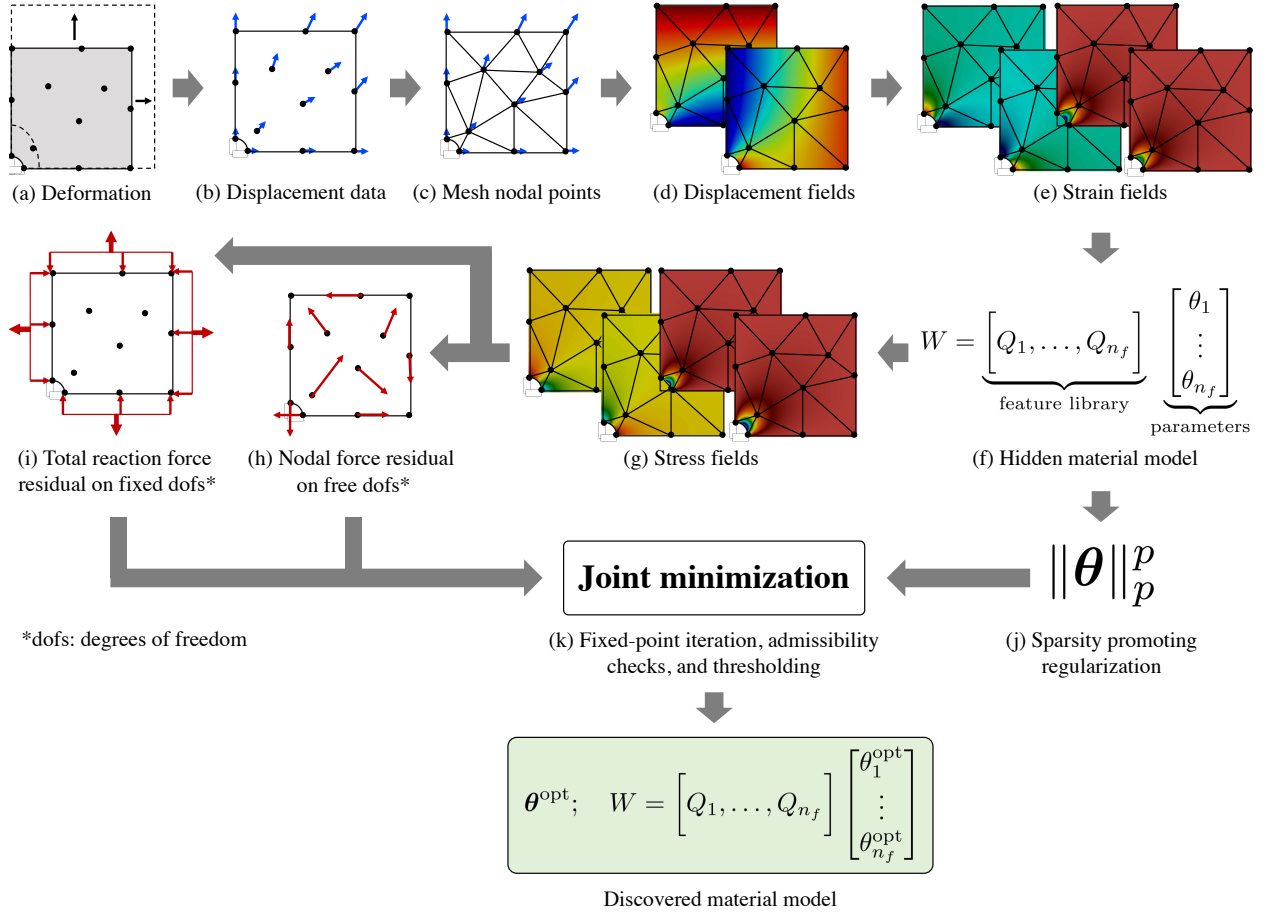 (a) Deformation
(b) Displacement data
(c) Mesh nodal points
(d) Displacement fields
(e) Strain fields
W = [Q_1, . . . , Q_{n_f}] [θ_1 ⋮ θ_{n_f}]
feature library
parameters
(i) Total reaction force
residual on fixed dofs*
(h) Nodal force residual
on free dofs*
(g) Stress fields
(f) Hidden material model
Joint minimization
||θ||_p^p
*dofs: degrees of freedom
(k) Fixed-point iteration, admissibility
checks, and thresholding
(j) Sparsity promoting
regularization
θ^{opt}; W = [Q_1, . . . , Q_{n_f}] [θ_1^{opt} ⋮ θ_{n_f}^{opt}]
Discovered material model